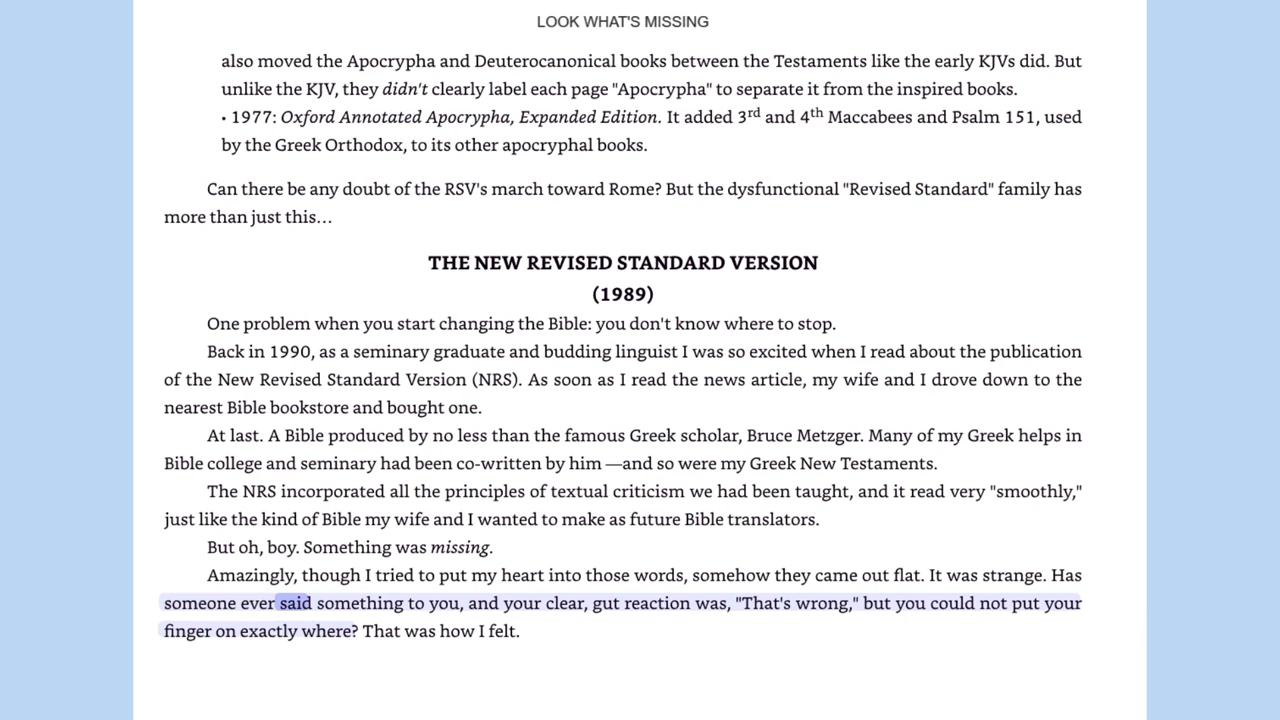 LOOK WHAT'S MISSING
also moved the Apocrypha and Deuterocanonical books between the Testaments like the early KJVs did. But
unlike the KJV, they didn't clearly label each page "Apocrypha" to separate it from the inspired books.
• 1977: Oxford Annotated Apocrypha, Expanded Edition. It added 3rd and 4th Maccabees and Psalm 151, used
by the Greek Orthodox, to its other apocryphal books.
Can there be any doubt of the RSV's march toward Rome? But the dysfunctional "Revised Standard" family has
more than just this…
THE NEW REVISED STANDARD VERSION
(1989)
One problem when you start changing the Bible: you don't know where to stop.
Back in 1990, as a seminary graduate and budding linguist I was so excited when I read about the publication
of the New Revised Standard Version (NRS). As soon as I read the news article, my wife and I drove down to the
nearest Bible bookstore and bought one.
At last. A Bible produced by no less than the famous Greek scholar, Bruce Metzger. Many of my Greek helps in
Bible college and seminary had been co-written by him —and so were my Greek New Testaments.
The NRS incorporated all the principles of textual criticism we had been taught, and it read very "smoothly,"
just like the kind of Bible my wife and I wanted to make as future Bible translators.
But oh, boy. Something was missing.
Amazingly, though I tried to put my heart into those words, somehow they came out flat. It was strange. Has
someone ever said something to you, and your clear, gut reaction was, "That's wrong," but you could not put your
finger on exactly where? That was how I felt.